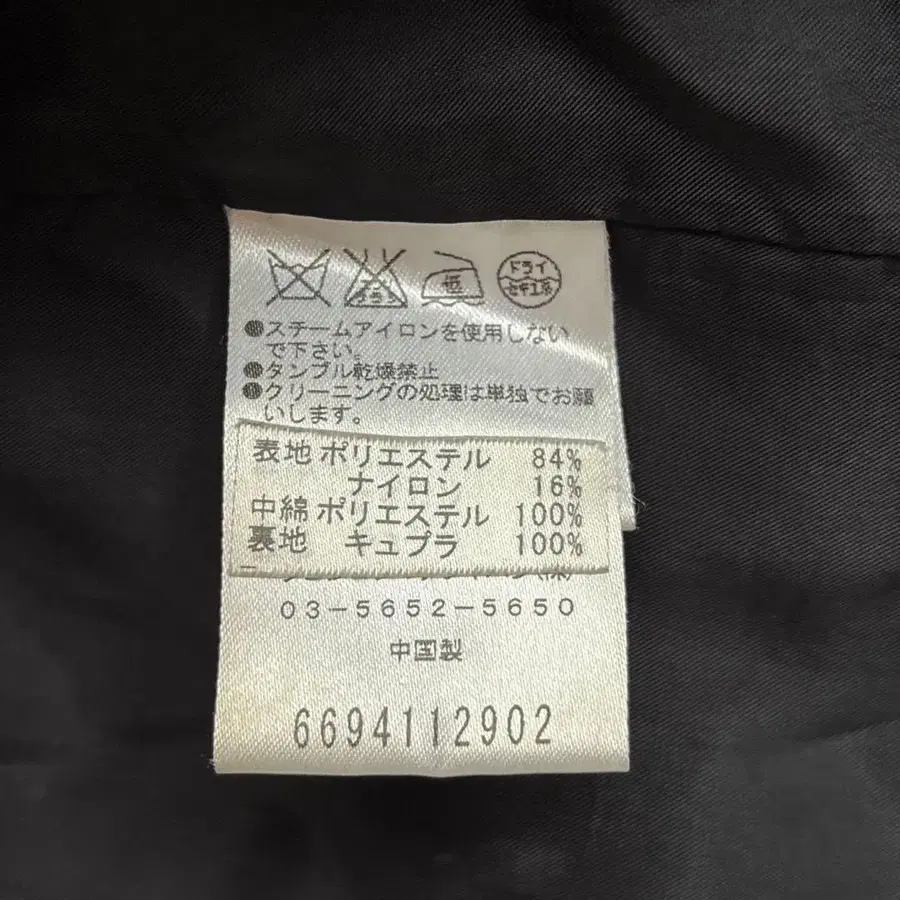 ドライ
セキユ系
●スチームアイロンを使用しない
で下さい。
●タンブル乾燥禁止
●クリーニングの処理は単独でお願
いします。
表地 ポリエステル 84%
ナイロン 16%
中綿 ポリエステル 100%
裏地 キュプラ 100%
03-5652-5650
中国製
6694112902